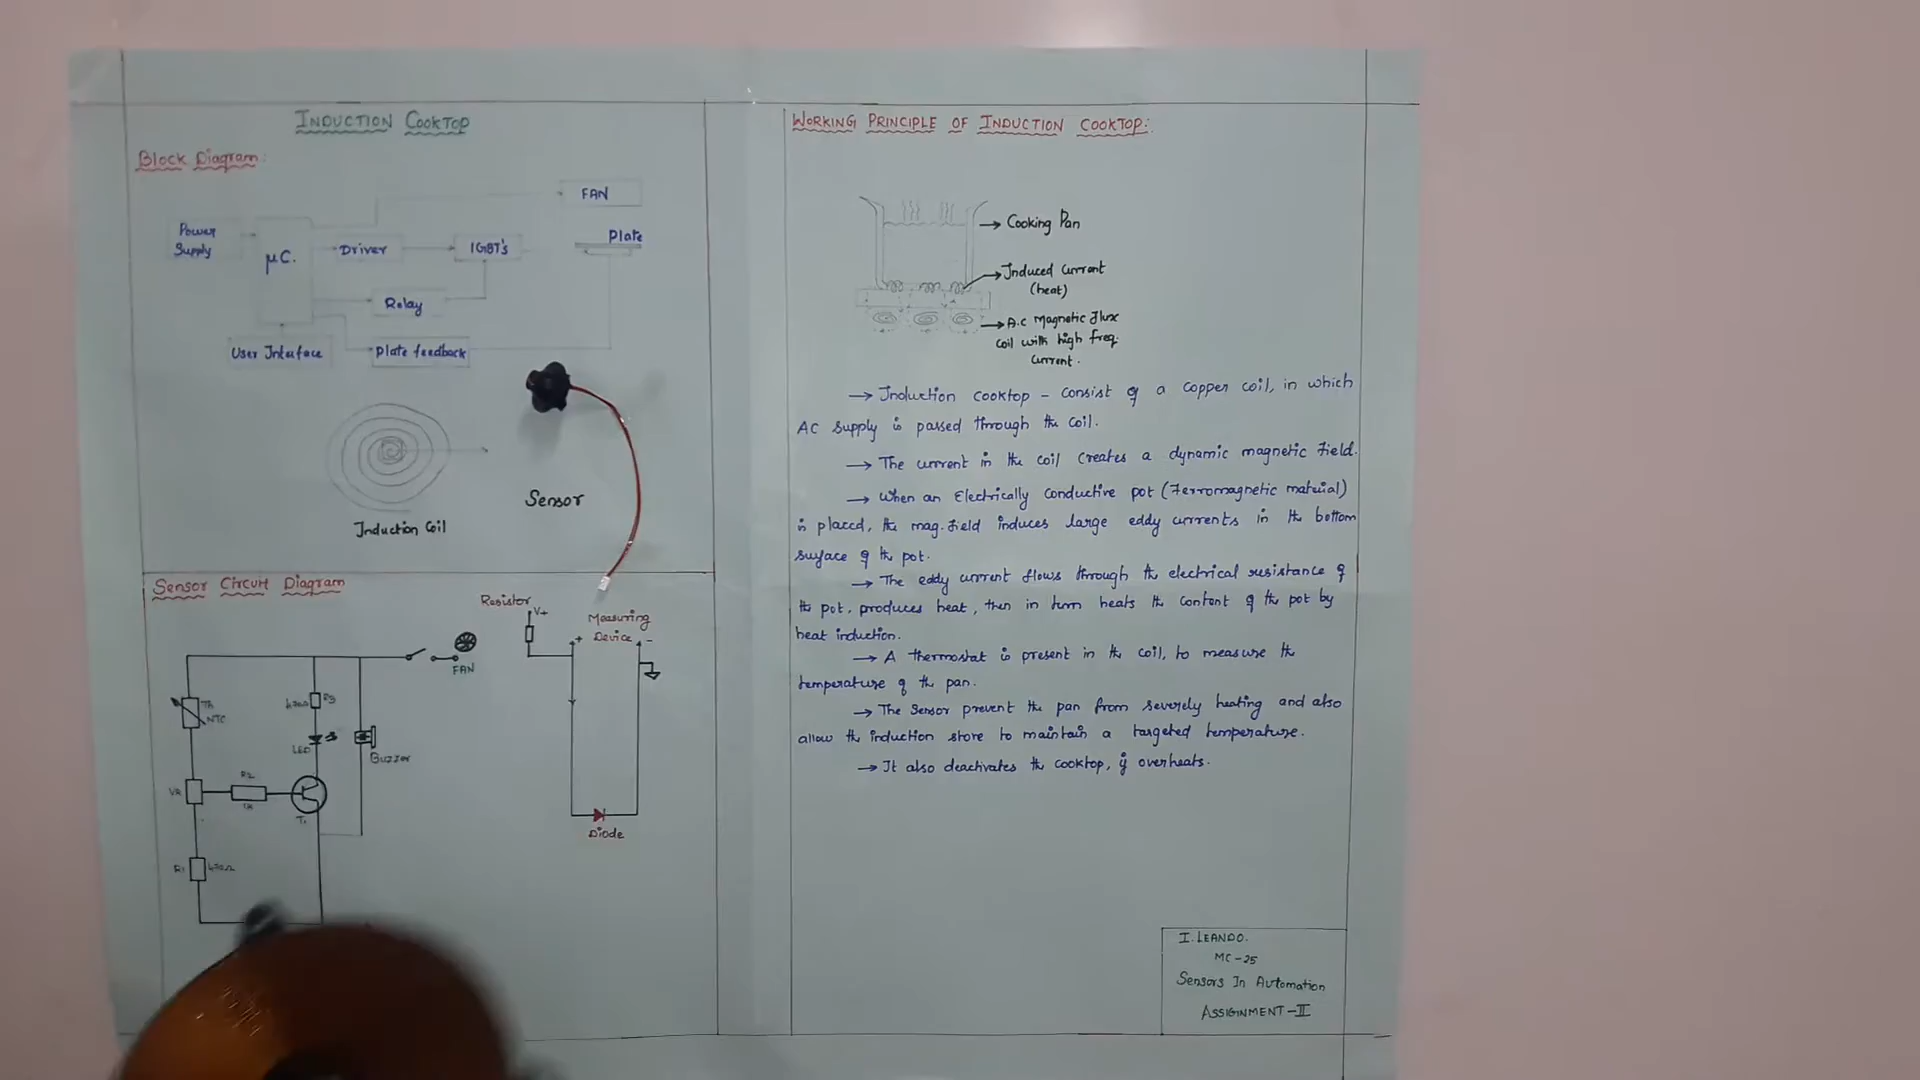 INDUCTION COOKTOP
Block Diagram:
FAN
Power
Supply
μC.
Driver
IGBT's
Plate
Relay
User Interface
Plate feedback
Induction Coil
Sensor
Sensor Circuit Diagram
Resistor
V+
Measuring
Device
+
-
FAN
Th
NTC
R3
LED
Buzzer
VR
R2
T1
R1
470Ω
Diode
WORKING PRINCIPLE OF INDUCTION COOKTOP:
→ Cooking Pan
→ Induced current
(heat)
→ A.C Magnetic flux
coil with high freq.
current.
→ Induction cooktop - consist of a copper coil, in which
AC supply is passed through the coil.
→ The current in the coil creates a dynamic magnetic field.
→ When an Electrically conductive pot (Ferromagnetic material)
is placed, the mag. field induces large eddy currents in the bottom
surface of the pot.
→ The eddy current flows through the electrical resistance of
the pot, produces heat, then in turn heats the content of the pot by
heat induction.
→ A thermostat is present in the coil, to measure the
temperature of the pan.
→ The Sensor prevent the pan from severely heating and also
allow the induction stove to maintain a targeted temperature.
→ It also deactivates the cooktop, if overheats.
I. LEANDO.
MC-25
Sensors In Automation
ASSIGNMENT-II